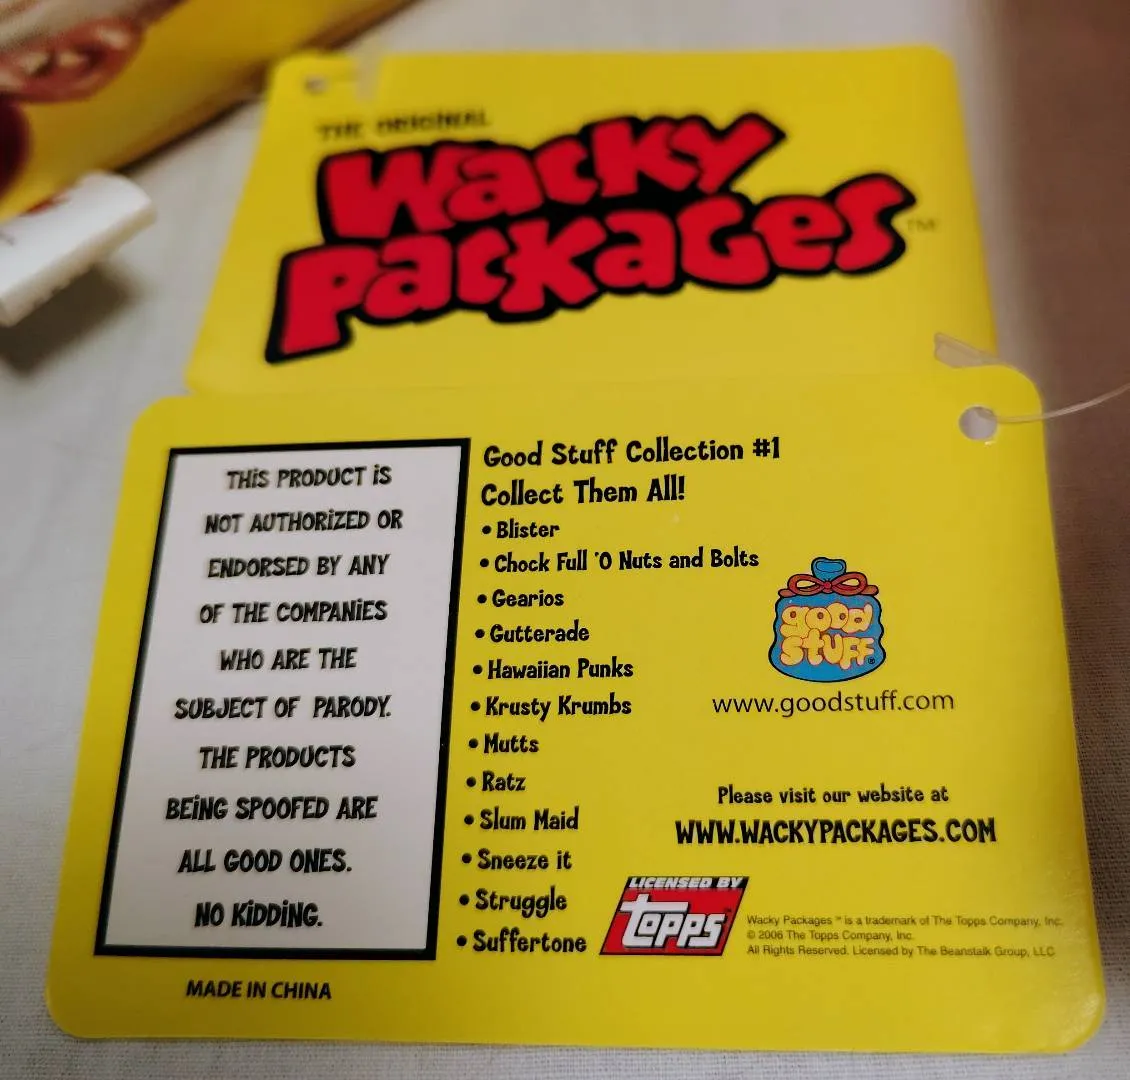 THE ORIGINAL
Wacky
Packages™
THiS PRODUCT iS
NOT AUTHORiZED OR
ENDORSED BY ANY
OF THE COMPANiES
WHO ARE THE
SUBJECT OF PARODY.
THE PRODUCTS
BEiNG SPOOFED ARE
ALL GOOD ONES.
NO KiDDiNG.
MADE IN CHINA
Good Stuff Collection #1
Collect Them All!
• Blister
• Chock Full 'O Nuts and Bolts
• Gearios
• Gutterade
• Hawaiian Punks
• Krusty Krumbs
• Mutts
• Ratz
• Slum Maid
• Sneeze it
• Struggle
• Suffertone
good
stuff®
www.goodstuff.com
Please visit our website at
WWW.WACKYPACKAGES.COM
LICENSED BY
Topps
Wacky Packages ™ is a trademark of The Topps Company, Inc.
© 2006 The Topps Company, Inc.
All Rights Reserved. Licensed by The Beanstalk Group, LLC